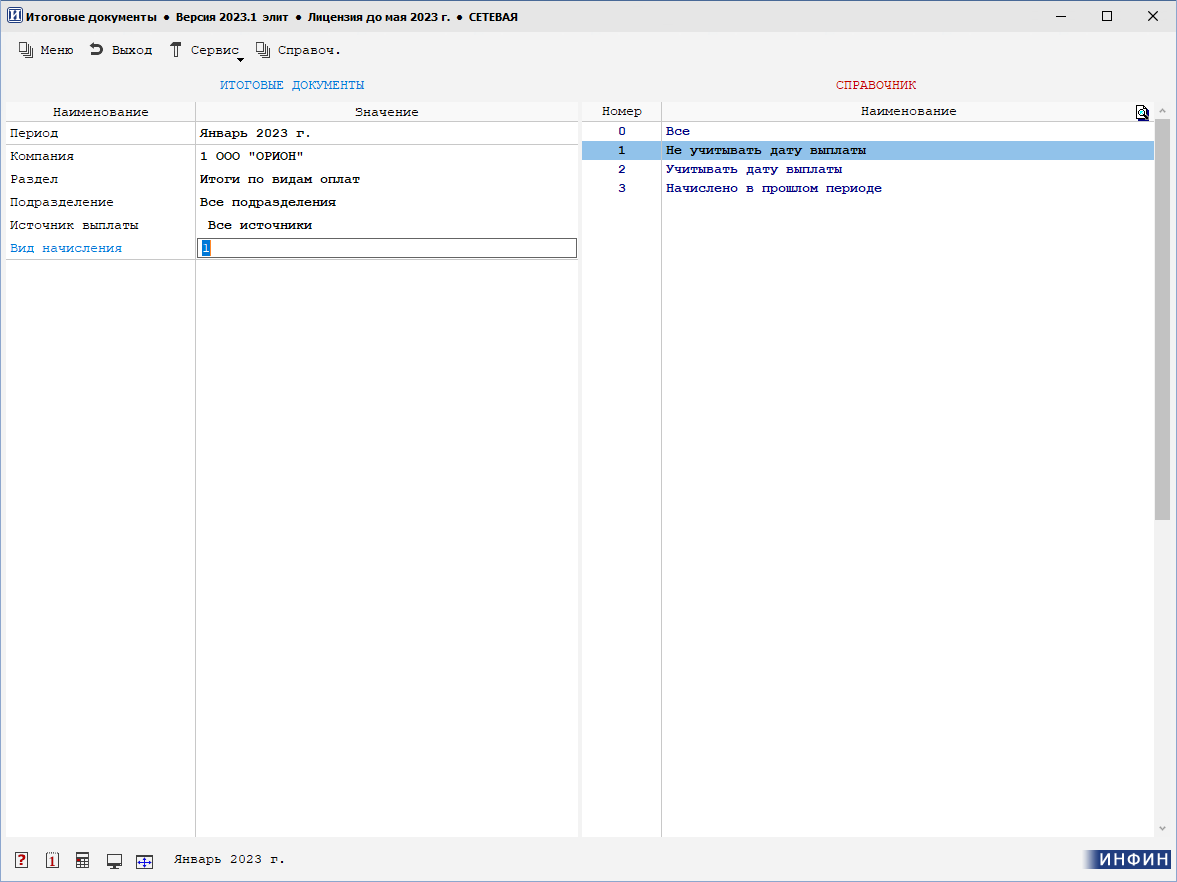 Итоговые документы ● Версия 2023.1 элит ● Лицензия до мая 2023 г. ● СЕТЕВАЯ
Меню Выход Сервис Справоч.
ИТОГОВЫЕ ДОКУМЕНТЫ
Наименование Значение
Период Январь 2023 г.
Компания 1 ООО "ОРИОН"
Раздел Итоги по видам оплат
Подразделение Все подразделения
Источник выплаты Все источники
Вид начисления 1
СПРАВОЧНИК
Номер Наименование
0 Все
1 Не учитывать дату выплаты
2 Учитывать дату выплаты
3 Начислено в прошлом периоде
? 1 Январь 2023 г.
ИНФИН